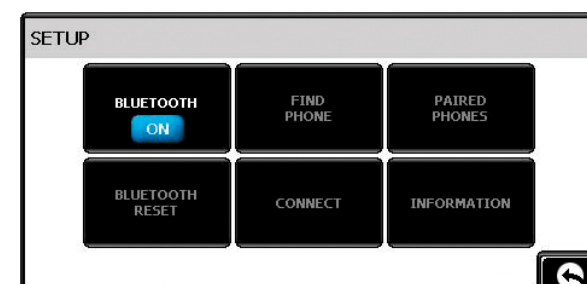 SETUP
BLUETOOTH
ON
FIND
PHONE
PAIRED
PHONES
BLUETOOTH
RESET
CONNECT
INFORMATION